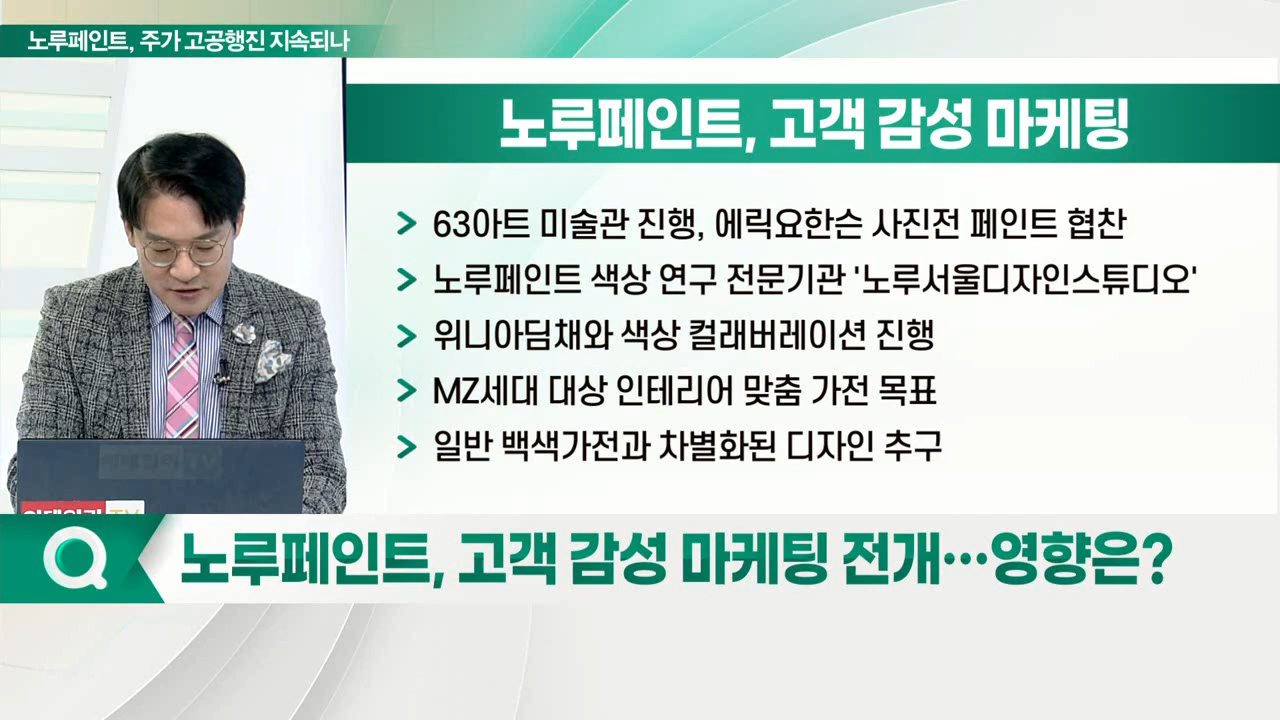 노루페인트, 주가 고공행진 지속되나
노루페인트, 고객 감성 마케팅
63아트 미술관 진행, 에릭요한슨 사진전 페인트 협찬
노루페인트 색상 연구 전문기관 '노루서울디자인스튜디오'
위니아딤채와 색상 컬래버레이션 진행
MZ세대 대상 인테리어 맞춤 가전 목표
일반 백색가전과 차별화된 디자인 추구
노루페인트, 고객 감성 마케팅 전개…영향은?